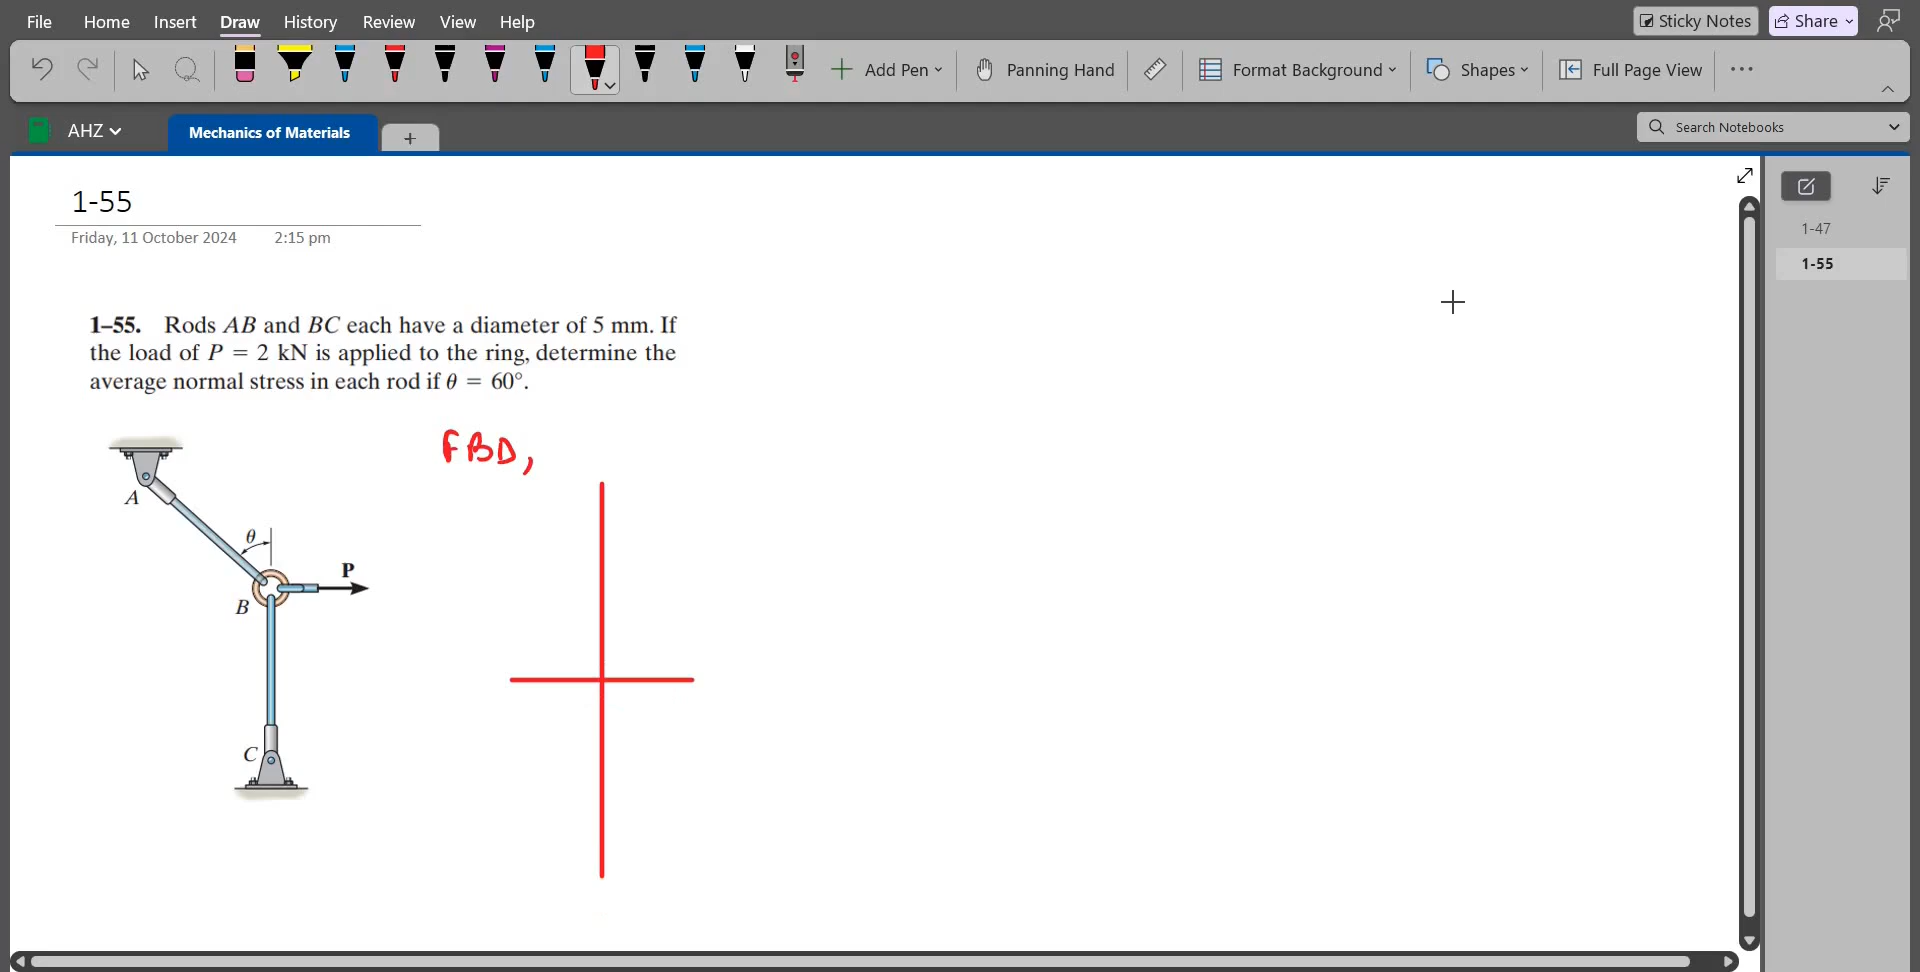 File Home Insert Draw History Review View Help
Sticky Notes Share
Add Pen Panning Hand Format Background Shapes Full Page View
AHZ Mechanics of Materials + Search Notebooks
1-55
Friday, 11 October 2024 2:15 pm
1-47
1-55
1–55. Rods AB and BC each have a diameter of 5 mm. If
the load of P = 2 kN is applied to the ring, determine the
average normal stress in each rod if θ = 60°.
FBD,
A
θ
P
B
C